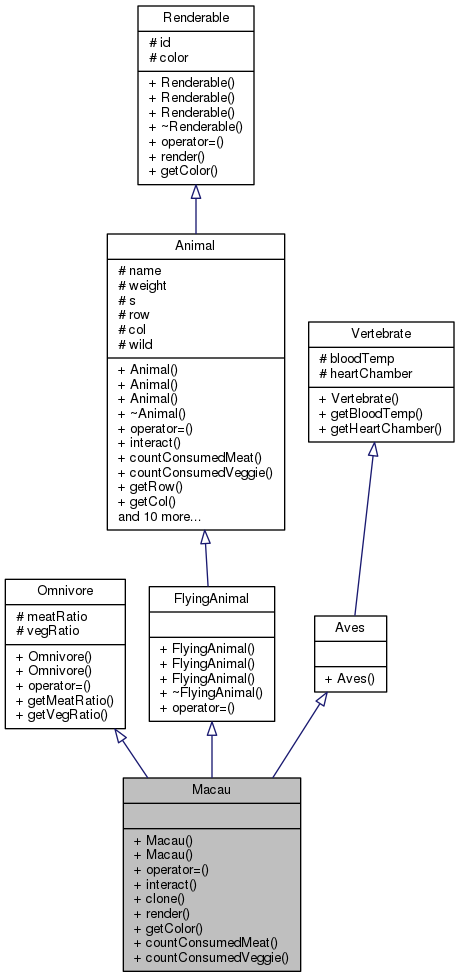 Renderable
# id
# color
+ Renderable()
+ Renderable()
+ Renderable()
+ ~Renderable()
+ operator=()
+ render()
+ getColor()
Animal
# name
# weight
# s
# row
# col
# wild
+ Animal()
+ Animal()
+ Animal()
+ ~Animal()
+ operator=()
+ interact()
+ countConsumedMeat()
+ countConsumedVeggie()
+ getRow()
+ getCol()
and 10 more...
Vertebrate
# bloodTemp
# heartChamber
+ Vertebrate()
+ getBloodTemp()
+ getHeartChamber()
Omnivore
# meatRatio
# vegRatio
+ Omnivore()
+ Omnivore()
+ operator=()
+ getMeatRatio()
+ getVegRatio()
FlyingAnimal
+ FlyingAnimal()
+ FlyingAnimal()
+ FlyingAnimal()
+ ~FlyingAnimal()
+ operator=()
Aves
+ Aves()
Macau
+ Macau()
+ Macau()
+ operator=()
+ interact()
+ clone()
+ render()
+ getColor()
+ countConsumedMeat()
+ countConsumedVeggie()